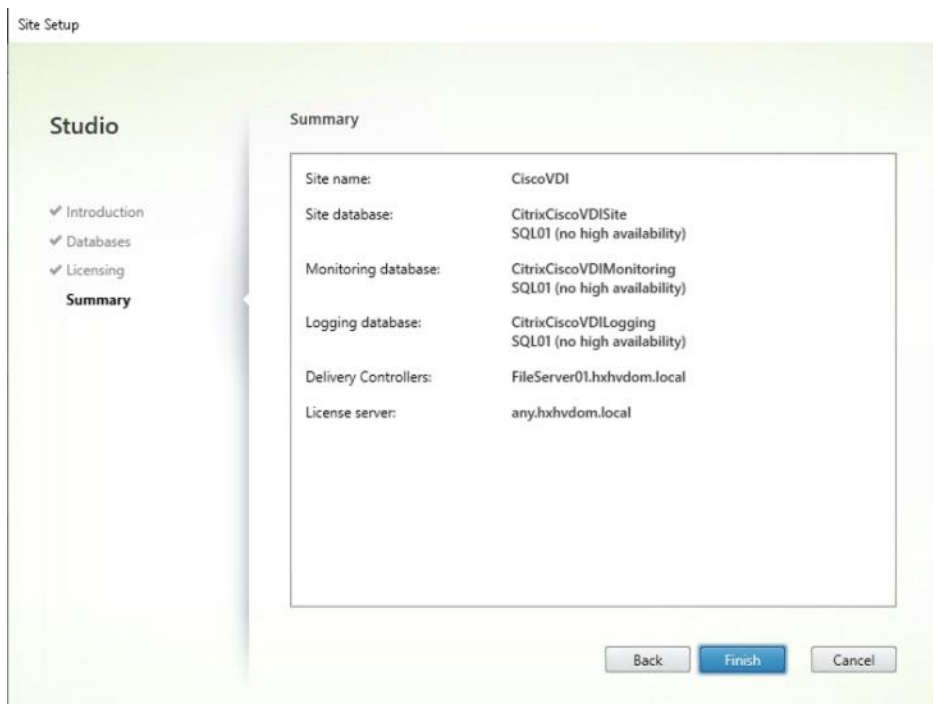 Site Setup
Studio
✔ Introduction
✔ Databases
✔ Licensing
Summary
Summary
Site name: CiscoVDI
Site database: CitrixCiscoVDISite
SQL01 (no high availability)
Monitoring database: CitrixCiscoVDIMonitoring
SQL01 (no high availability)
Logging database: CitrixCiscoVDILogging
SQL01 (no high availability)
Delivery Controllers: FileServer01.hxhvdom.local
License server: any.hxhvdom.local
Back Finish Cancel